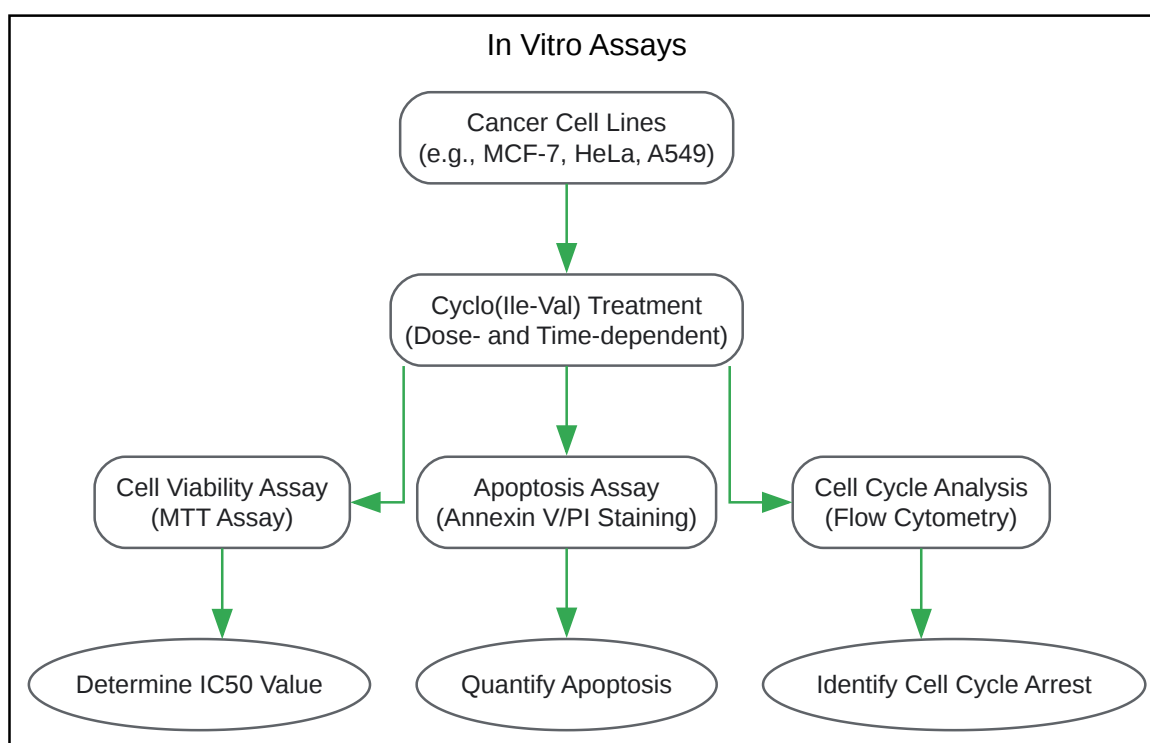 In Vitro Assays
Cancer Cell Lines
(e.g., MCF-7, HeLa, A549)
Cyclo(Ile-Val) Treatment
(Dose- and Time-dependent)
Cell Viability Assay
(MTT Assay)
Apoptosis Assay
(Annexin V/PI Staining)
Cell Cycle Analysis
(Flow Cytometry)
Determine IC50 Value
Quantify Apoptosis
Identify Cell Cycle Arrest